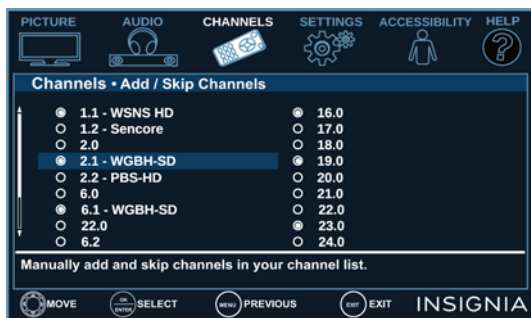 PICTURE AUDIO CHANNELS SETTINGS ACCESSIBILITY HELP
?
Channels • Add / Skip Channels
1.1 - WSNS HD
1.2 - Sencore
2.0
2.1 - WGBH-SD
2.2 - PBS-HD
6.0
6.1 - WGBH-SD
22.0
6.2
16.0
17.0
18.0
19.0
20.0
21.0
22.0
23.0
24.0
Manually add and skip channels in your channel list.
MOVE OK ENTER SELECT MENU PREVIOUS EXIT EXIT INSIGNIA